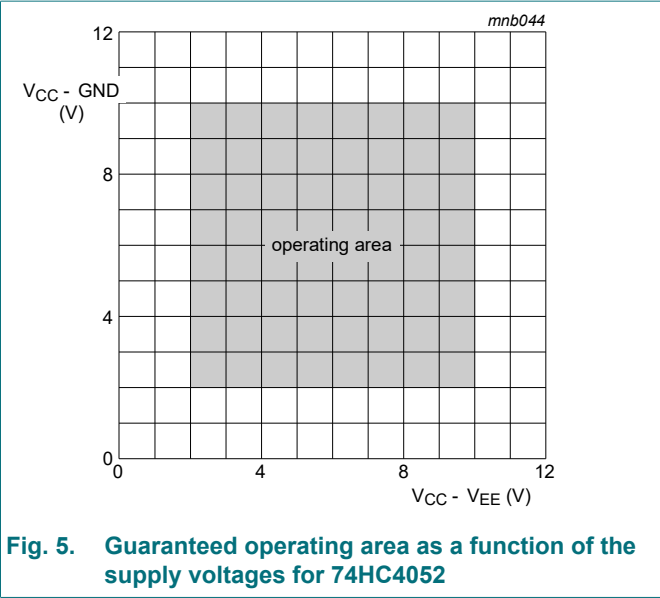 mnb044
12
VCC - GND
(V)
8
operating area
4
0
0 4 8 12
VCC - VEE (V)
Fig. 5. Guaranteed operating area as a function of the
supply voltages for 74HC4052